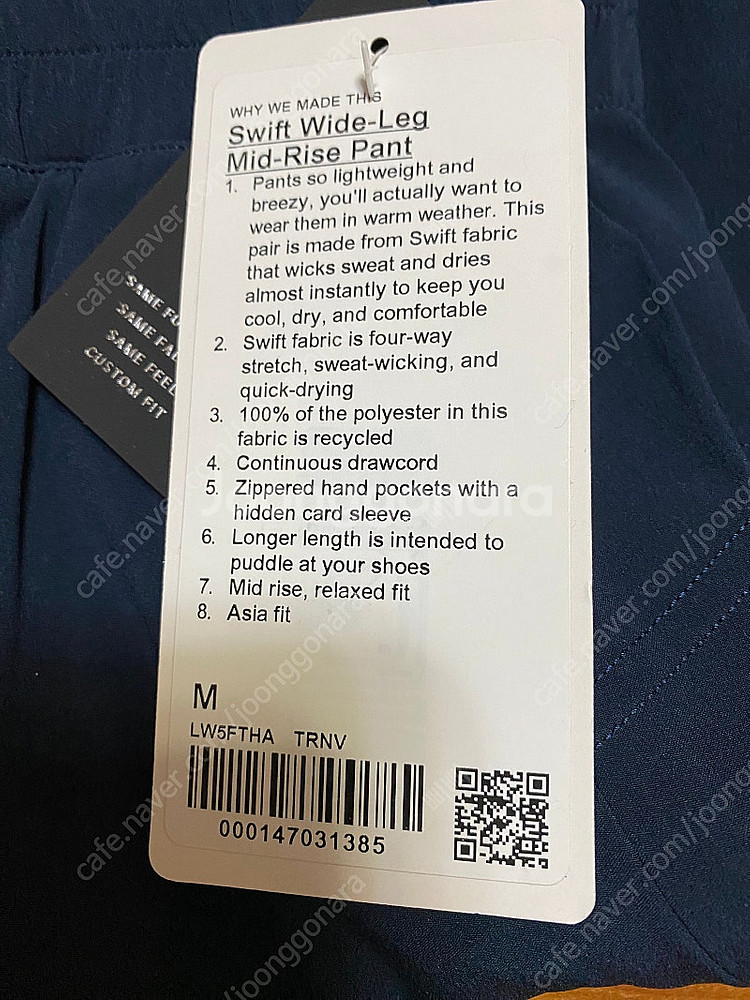 WHY WE MADE THIS
Swift Wide-Leg
Mid-Rise Pant
1. Pants so lightweight and
breezy, you'll actually want to
wear them in warm weather. This
pair is made from Swift fabric
that wicks sweat and dries
almost instantly to keep you
cool, dry, and comfortable
2. Swift fabric is four-way
stretch, sweat-wicking, and
quick-drying
3. 100% of the polyester in this
fabric is recycled
4. Continuous drawcord
5. Zippered hand pockets with a
hidden card sleeve
6. Longer length is intended to
puddle at your shoes
7. Mid rise, relaxed fit
8. Asia fit
M
LW5FTHA TRNV
000147031385
SAME
SAME
SAME FEEL
CUSTOM FIT
Joonggonara
cafe.naver.com/joonggonara